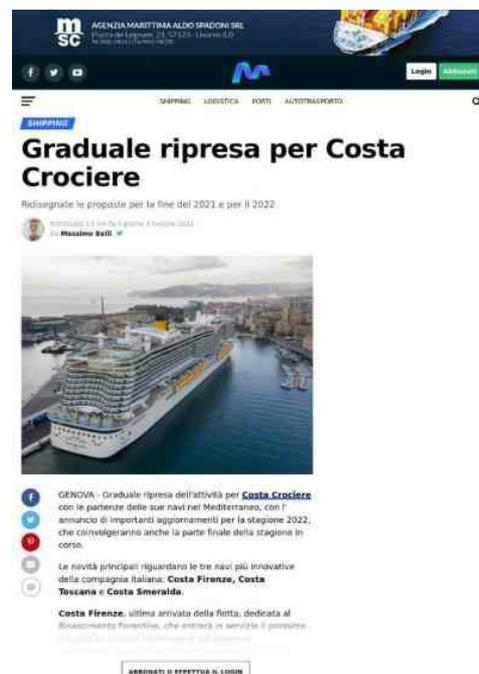 msc
AGENZIA MARITTIMA ALDO SPADONI SRL
Login
Abbonati
SHIPPING LOGISTICA PORTI AUTOTRASPORTO
SHIPPING
Graduale ripresa per Costa
Crociere
Ridisegnate le proposte per la fine del 2021 e per il 2022
Massimo Belli
GENOVA - Graduale ripresa dell'attività per Costa Crociere
con le partenze delle sue navi nel Mediterraneo, con l'
annuncio di importanti aggiornamenti per la stagione 2022,
che coinvolgeranno anche la parte finale della stagione in
corso.
Le novità principali riguardano le tre navi più innovative
della compagnia italiana: Costa Firenze, Costa
Toscana e Costa Smeralda.
Costa Firenze, ultima arrivata della flotta, dedicata al
Rinascimento fiorentino, che entrerà in servizio il prossimo
ABBONATI O EFFETTUA IL LOGIN